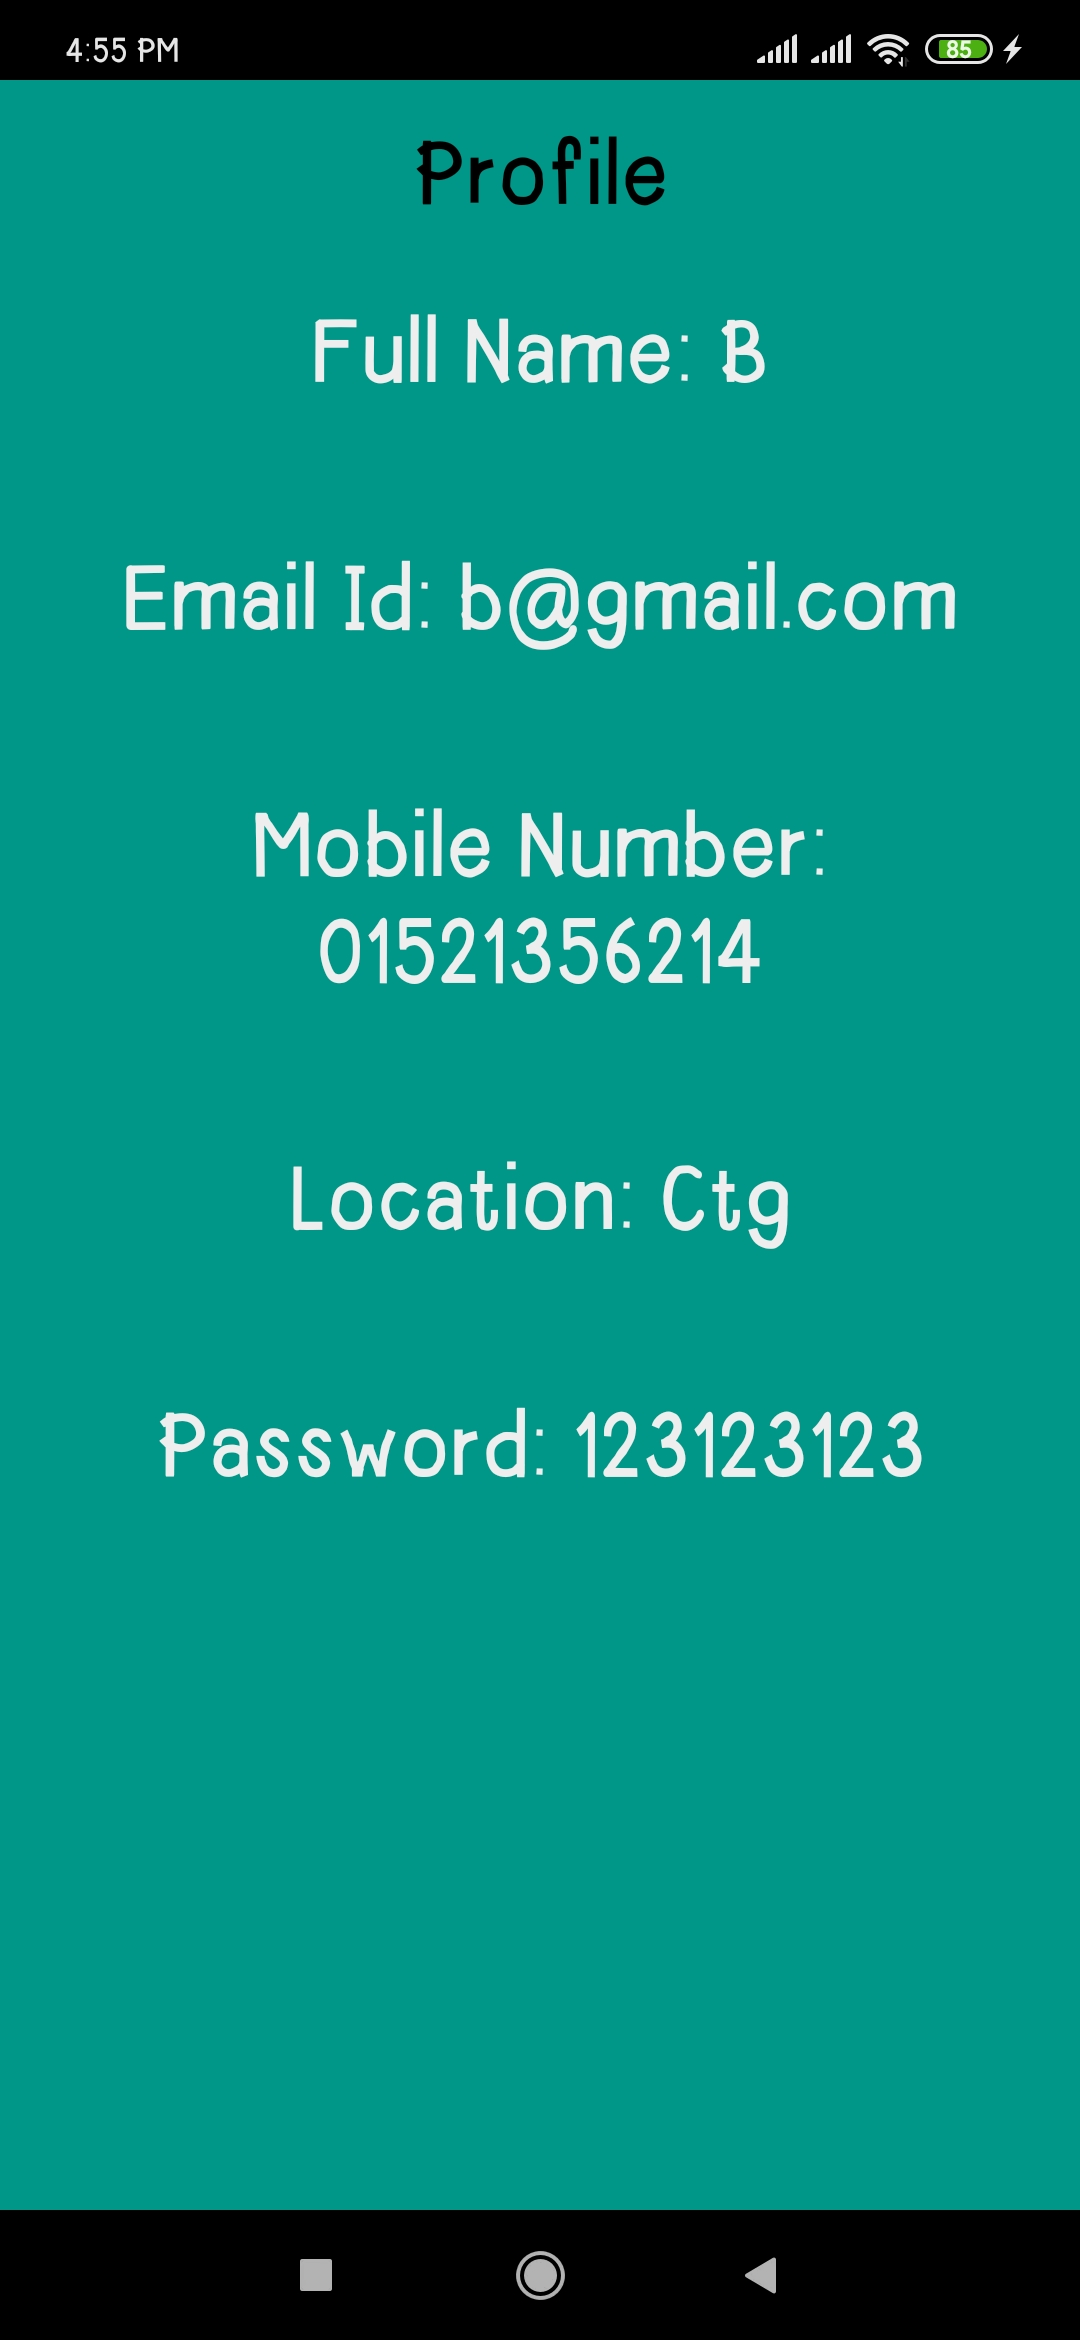 4:55 PM
85
Profile
Full Name: B
Email Id: b@gmail.com
Mobile Number:
01521356214
Location: Ctg
Password: 123123123